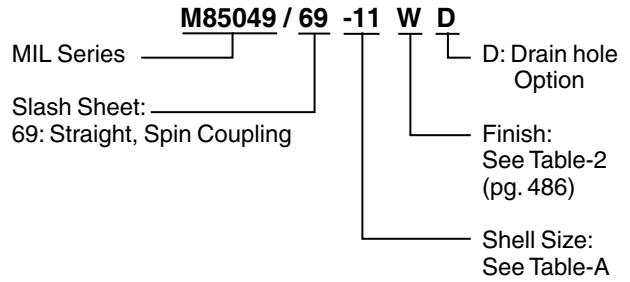 M85049 / 69 -11 W D
MIL Series
D: Drain hole
Option
Slash Sheet:
69: Straight, Spin Coupling
Finish:
See Table-2
(pg. 486)
Shell Size:
See Table-A